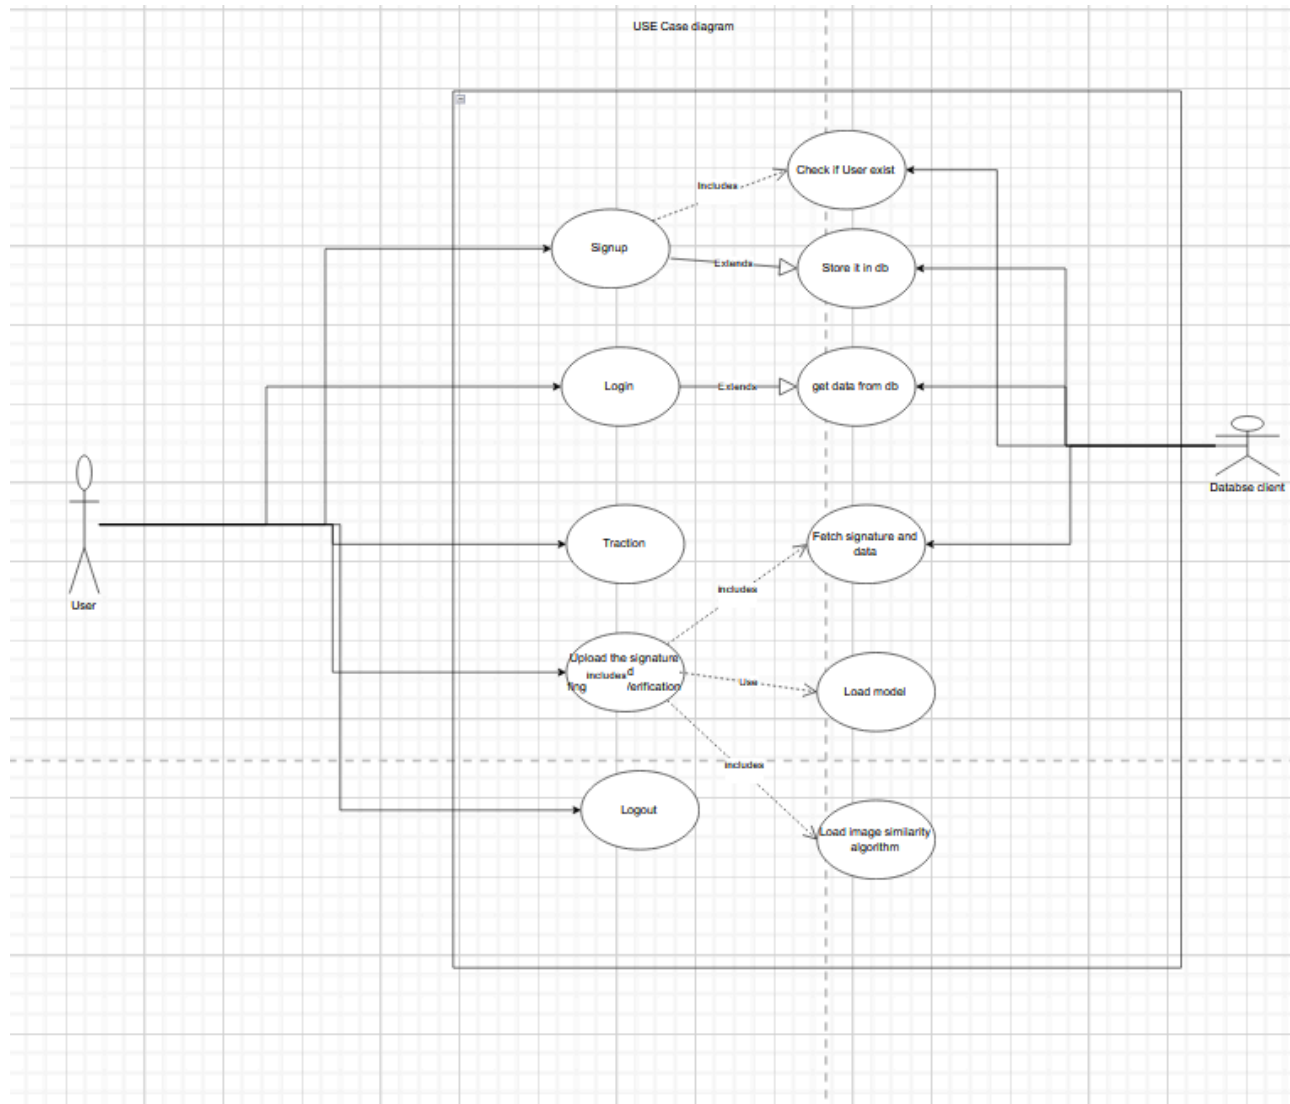 USE Case diagram
Check if User exist
Includes
Signup
Extends
Store it in db
Login
Extends
get data from db
Databse client
User
Traction
Fetch signature and
data
includes
Upload the signature
includes
Verification
Use
Load model
includes
Logout
Load image similarity
algorithm